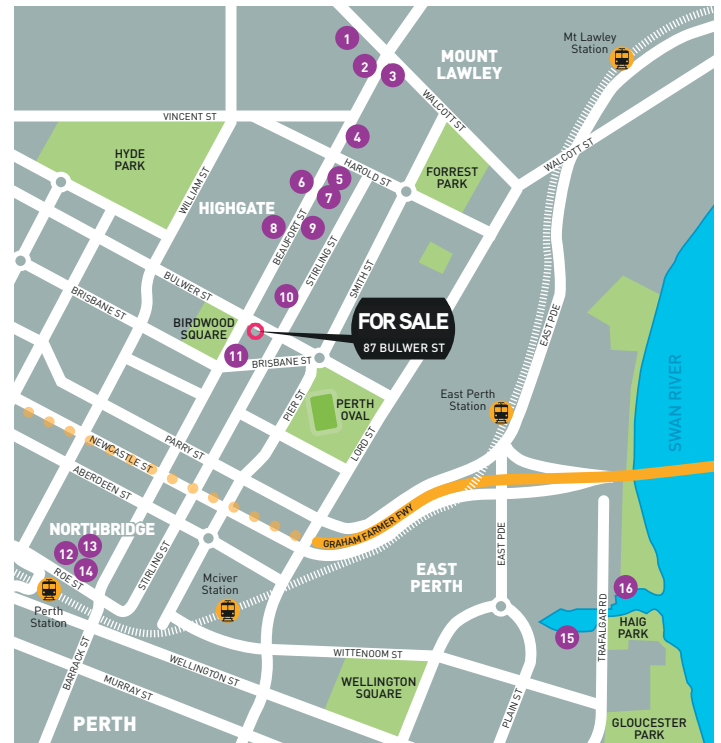 Mt Lawley
Station
1
2
3
MOUNT
LAWLEY
WALCOTT ST
VINCENT ST
4
WALCOTT ST
HYDE
PARK
HAROLD ST
FORREST
PARK
WILLIAM ST
6
5
7
HIGHGATE
8
9
BEAUFORT ST
STIRLING ST
SMITH ST
BULWER ST
BRISBANE ST
10
BIRDWOOD
SQUARE
FOR SALE
87 BULWER ST
EAST PDE
11
BRISBANE ST
SWAN RIVER
PIER ST
PERTH
OVAL
East Perth
Station
LORD ST
PARRY ST
NEWCASTLE ST
ABERDEEN ST
GRAHAM FARMER FWY
NORTHBRIDGE
12
13
14
ROE ST
STIRLING ST
EAST PDE
EAST
PERTH
Mciver
Station
Perth
Station
16
15
TRAFALGAR RD
HAIG
PARK
BARRACK ST
WITTENOOM ST
WELLINGTON ST
MURRAY ST
WELLINGTON
SQUARE
PLAIN ST
PERTH
GLOUCESTER
PARK